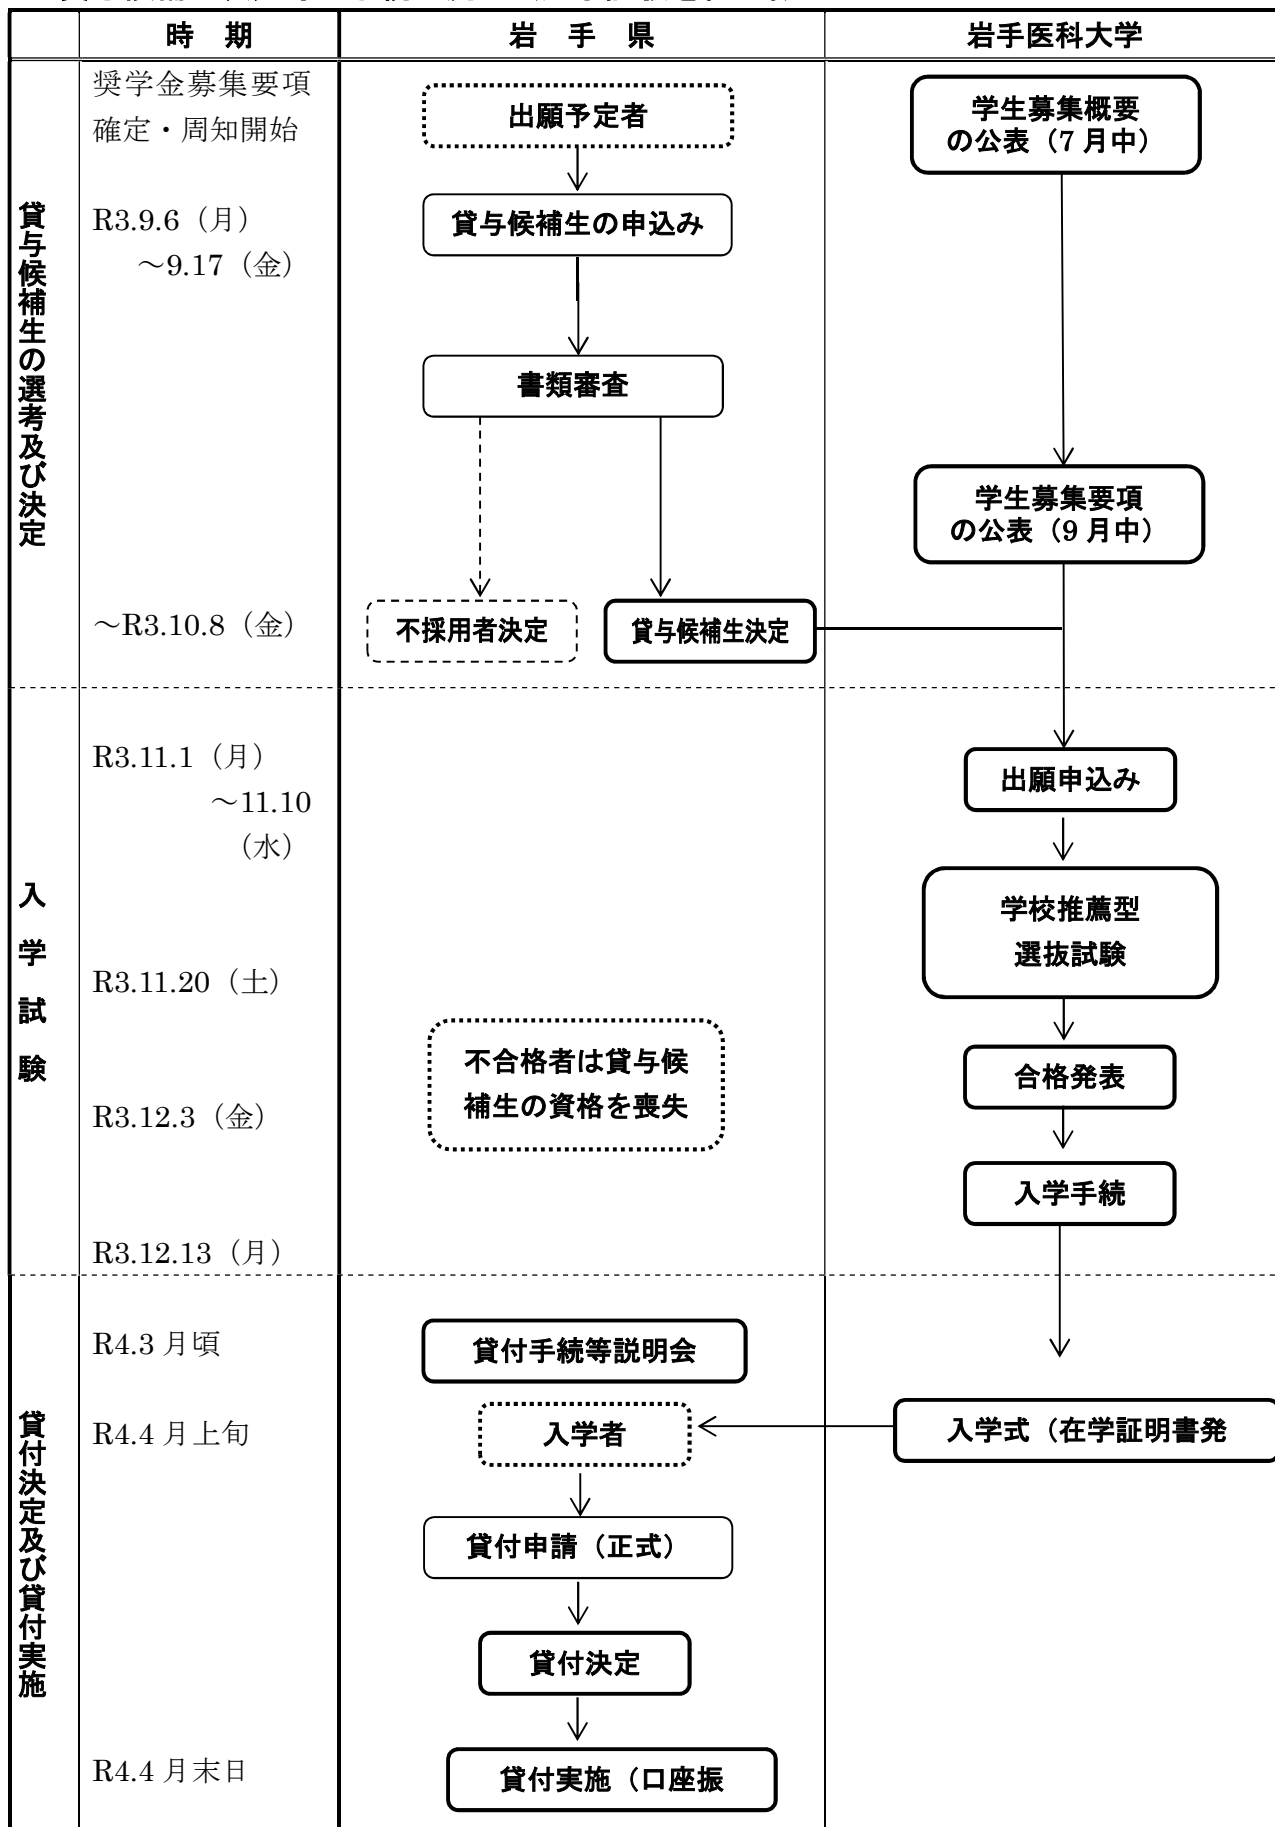 時 期
岩 手 県
岩手医科大学
貸与候補生の選考及び決定
奨学金募集要項
確定・周知開始
出願予定者
学生募集概要
の公表（7 月中）
R3.9.6（月）
～9.17（金）
貸与候補生の申込み
書類審査
学生募集要項
の公表（9 月中）
～R3.10.8（金）
不採用者決定
貸与候補生決定
入学試験
R3.11.1（月）
～11.10
（水）
出願申込み
学校推薦型
選抜試験
R3.11.20（土）
不合格者は貸与候
補生の資格を喪失
合格発表
R3.12.3（金）
入学手続
R3.12.13（月）
貸付決定及び貸付実施
R4.3 月頃
貸付手続等説明会
R4.4 月上旬
入学者
入学式（在学証明書発
貸付申請（正式）
貸付決定
R4.4 月末日
貸付実施（口座振